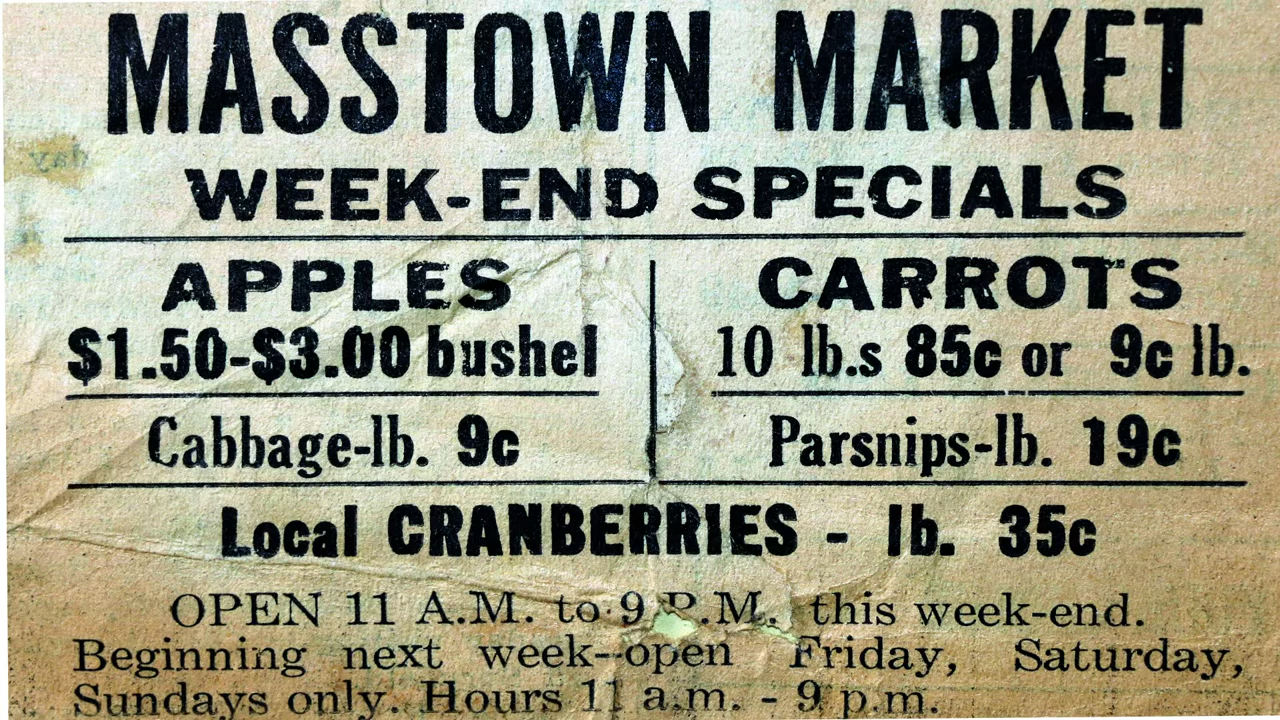 MASSTOWN MARKET
WEEK-END SPECIALS
APPLES
$1.50-$3.00 bushel
CARROTS
10 lb.s 85c or 9c lb.
Cabbage-lb. 9c
Parsnips-lb. 19c
Local CRANBERRIES - lb. 35c
OPEN 11 A.M. to 9 P.M. this week-end.
Beginning next week--open Friday, Saturday,
Sundays only. Hours 11 a.m. - 9 p.m.